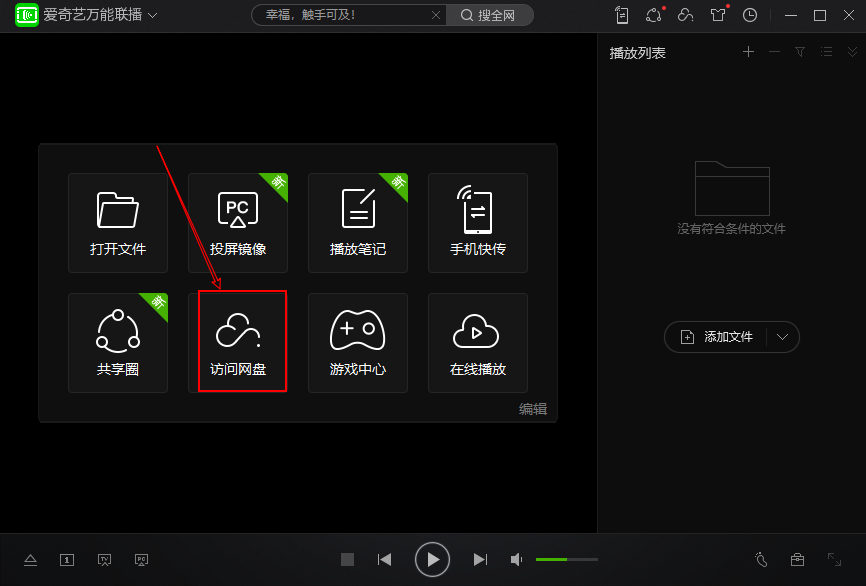 爱奇艺万能联播
幸福，触手可及!
搜全网
播放列表
新
新
PC
打开文件
投屏镜像
播放笔记
手机快传
没有符合条件的文件
新
添加文件
共享圈
访问网盘
游戏中心
在线播放
编辑
1
TV
PC